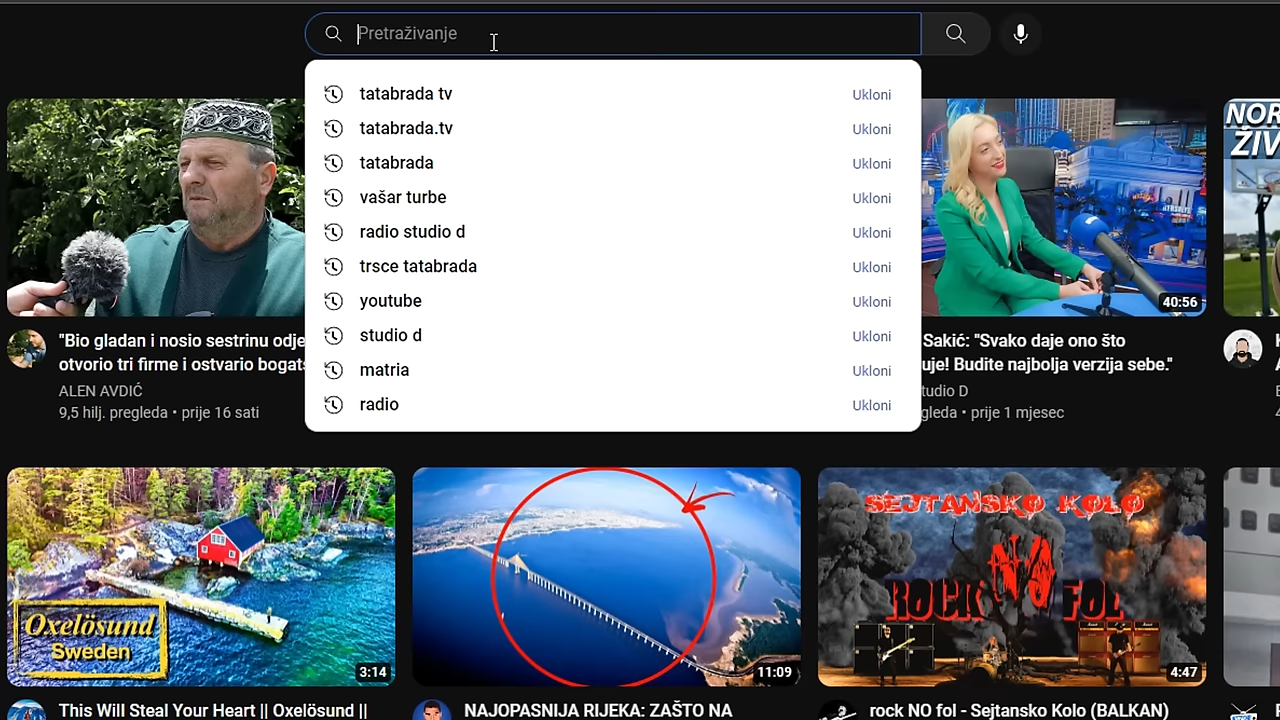 Pretraživanje
tatabrada tv Ukloni
tatabrada.tv Ukloni
tatabrada Ukloni
vašar turbe Ukloni
radio studio d Ukloni
trsce tatabrada Ukloni
youtube Ukloni
studio d Ukloni
matria Ukloni
radio Ukloni
NOR
ŽIV
40:56
"Bio gladan i nosio sestrinu odje
otvorio tri firme i ostvario bogats
ALEN AVDIĆ
9,5 hilj. pregleda • prije 16 sati
Sakić: "Svako daje ono što
uje! Budite najbolja verzija sebe."
tudio D
gleda • prije 1 mjesec
Oxelösund
Sweden
3:14
11:09
SEJTANSKO KOLO
ROCK NO FOL
4:47
This Will Steal Your Heart || Oxelösund ||
NAJOPASNIJA RIJEKA: ZAŠTO NA
rock NO fol - Sejtansko Kolo (BALKAN)